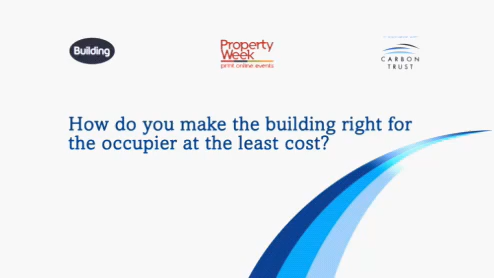 Building
Property
Week
print online events
CARBON
TRUST
How do you make the building right for
the occupier at the least cost?